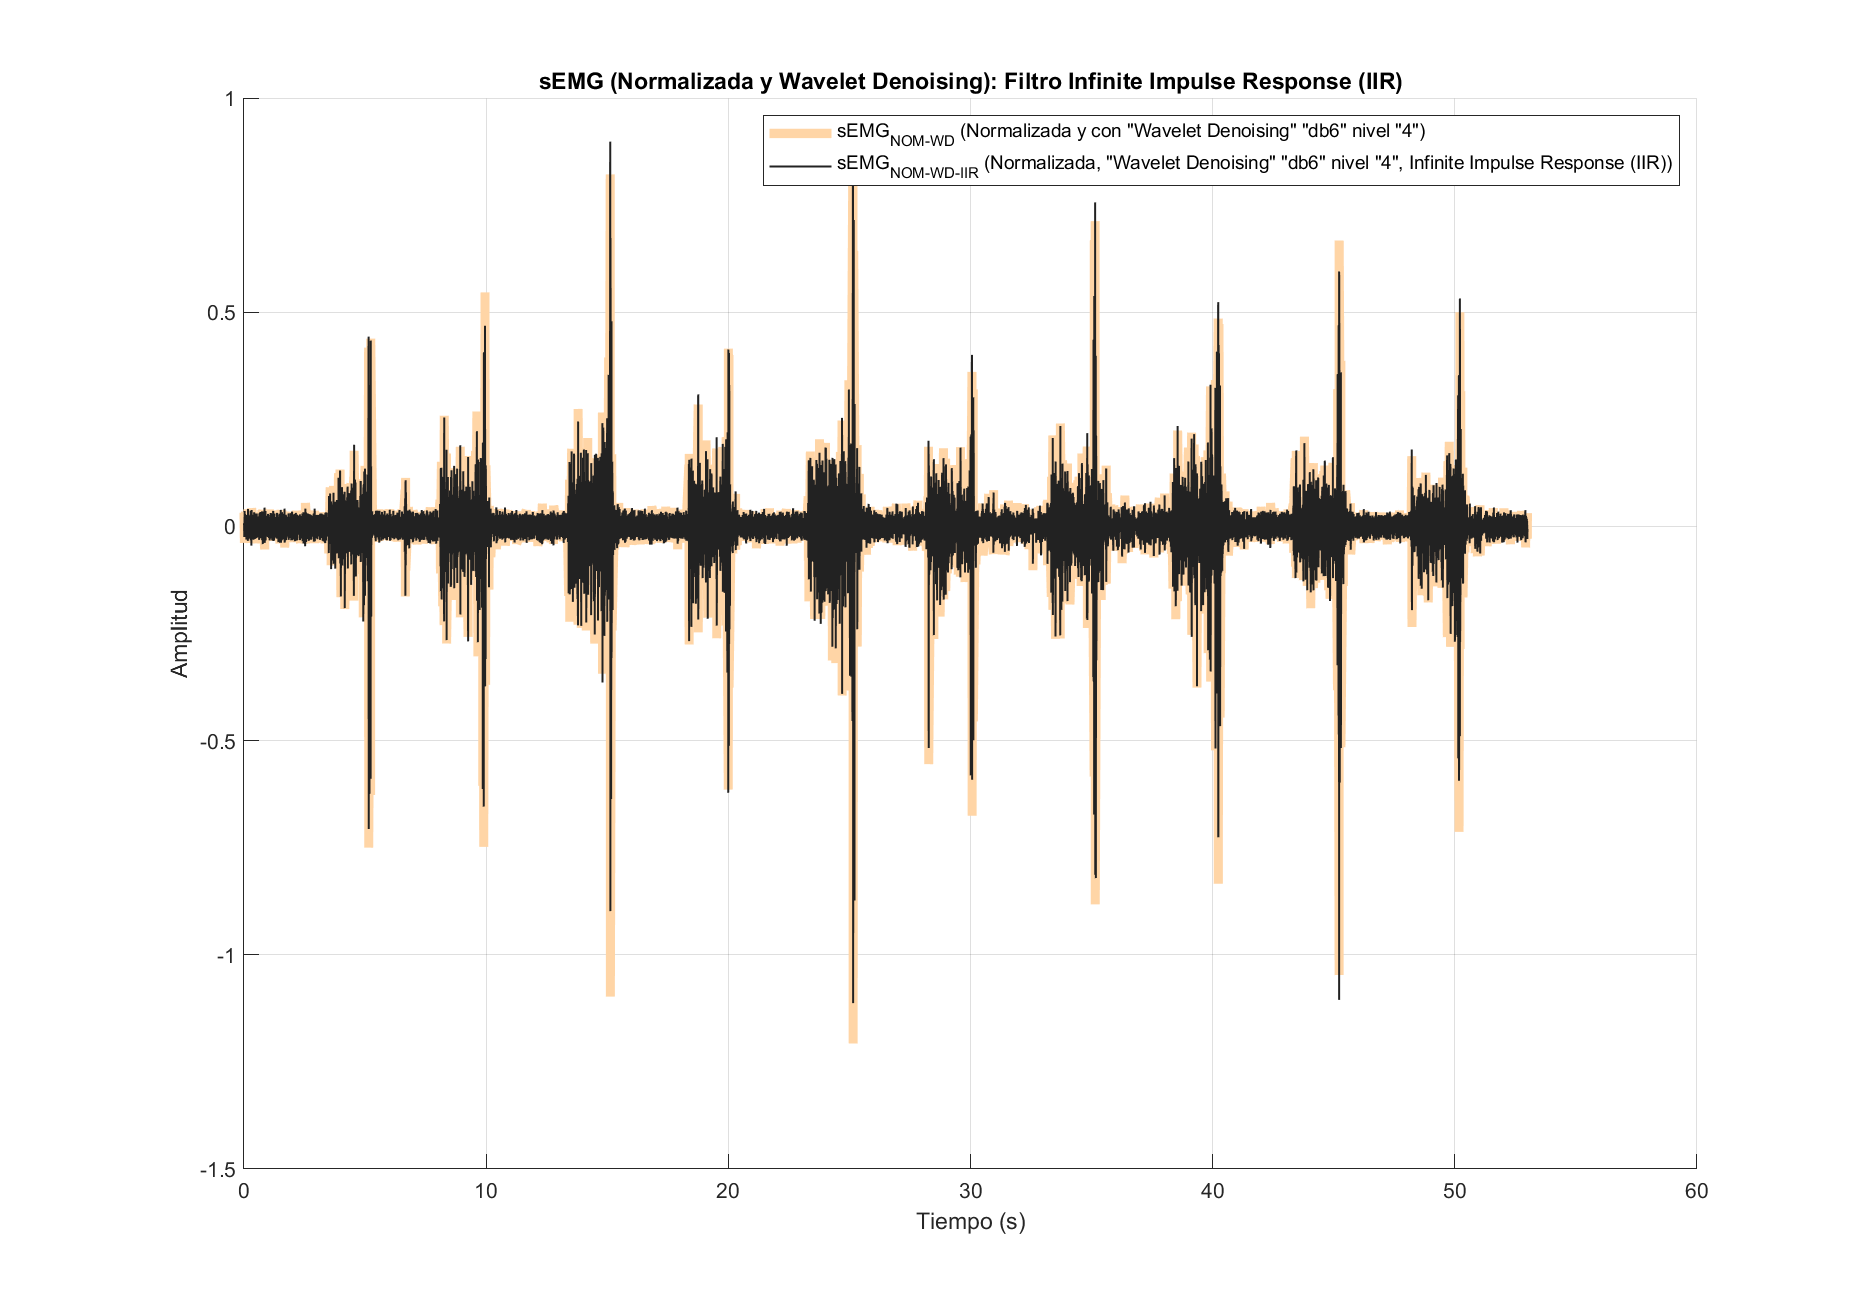 sEMG (Normalizada y Wavelet Denoising): Filtro Infinite Impulse Response (IIR)
sEMG_NOM-WD (Normalizada y con "Wavelet Denoising" "db6" nivel "4")
sEMG_NOM-WD-IIR (Normalizada, "Wavelet Denoising" "db6" nivel "4", Infinite Impulse Response (IIR))
1
0.5
0
-0.5
-1
-1.5
Amplitud
0 10 20 30 40 50 60
Tiempo (s)